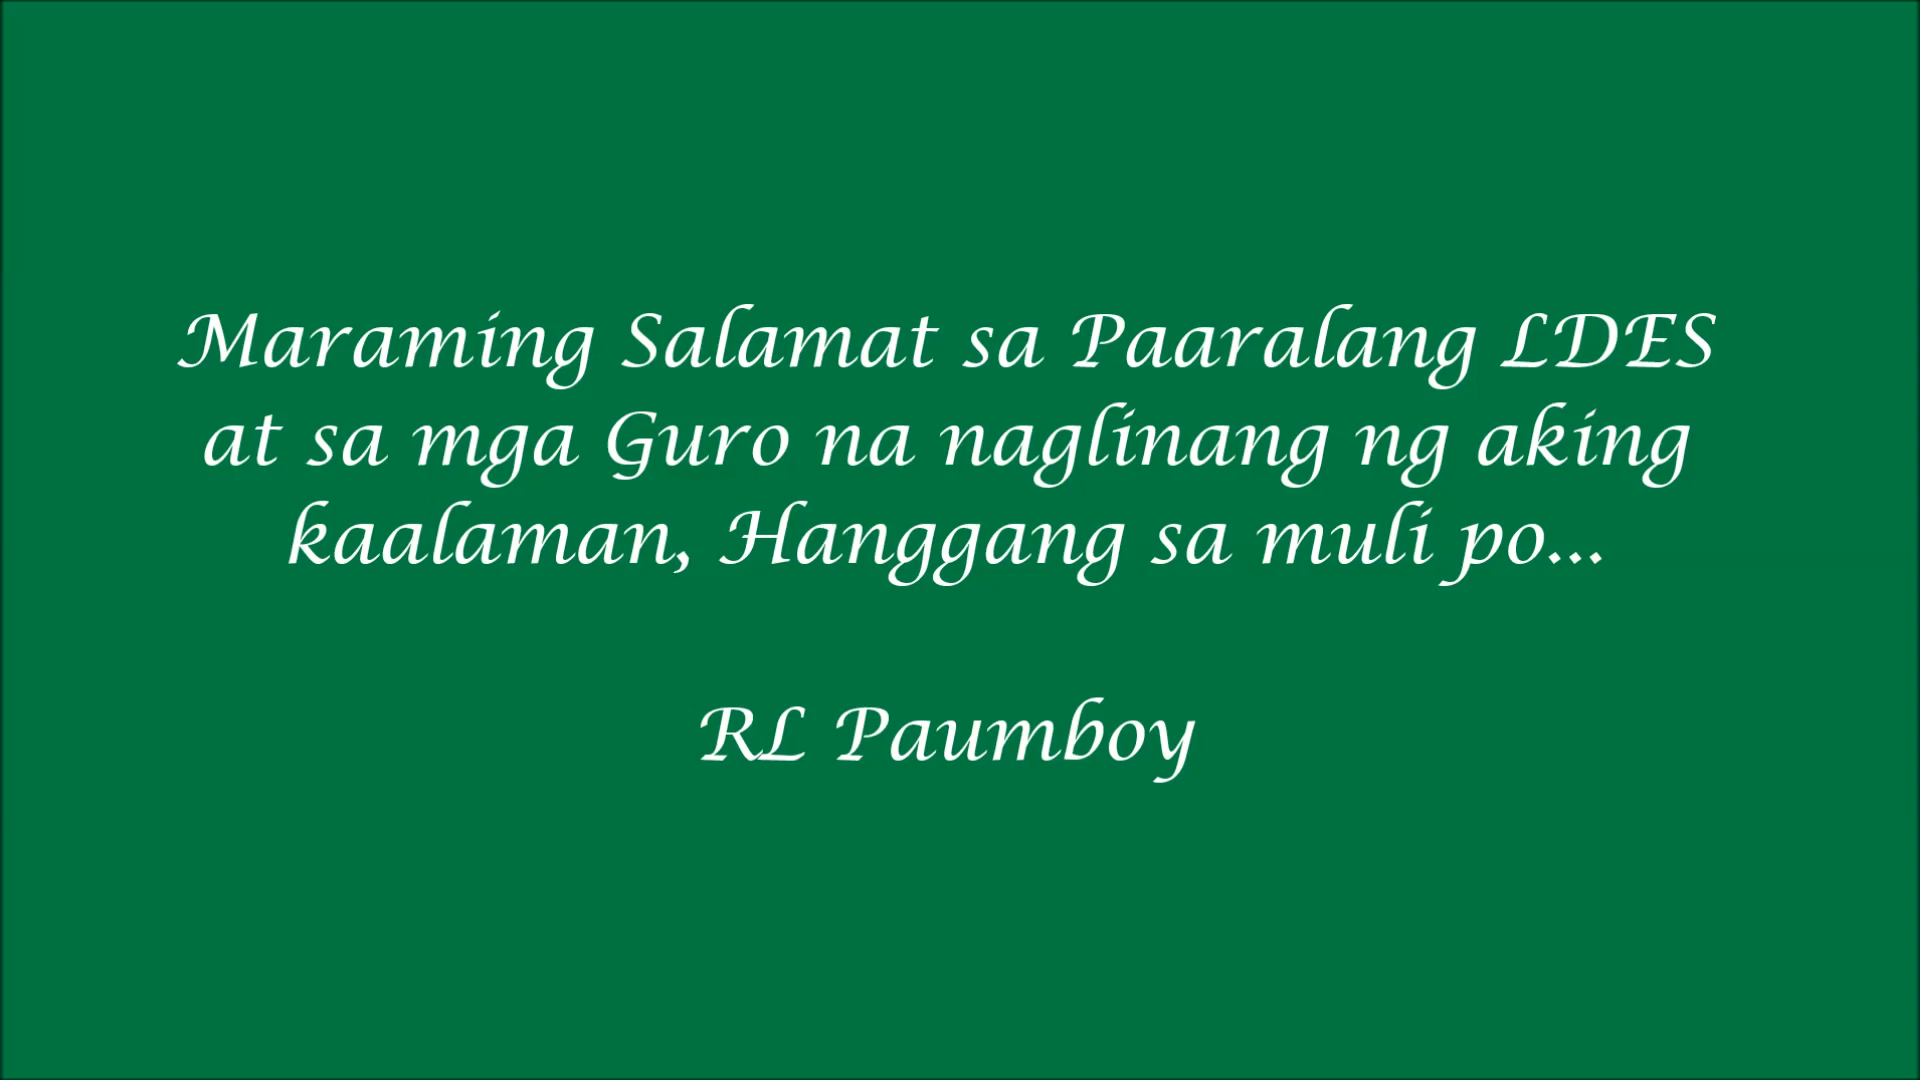 Maraming Salamat sa Paaralang LDES
at sa mga Guro na naglinang ng aking
kaalaman, Hanggang sa muli po...
RL Paumboy